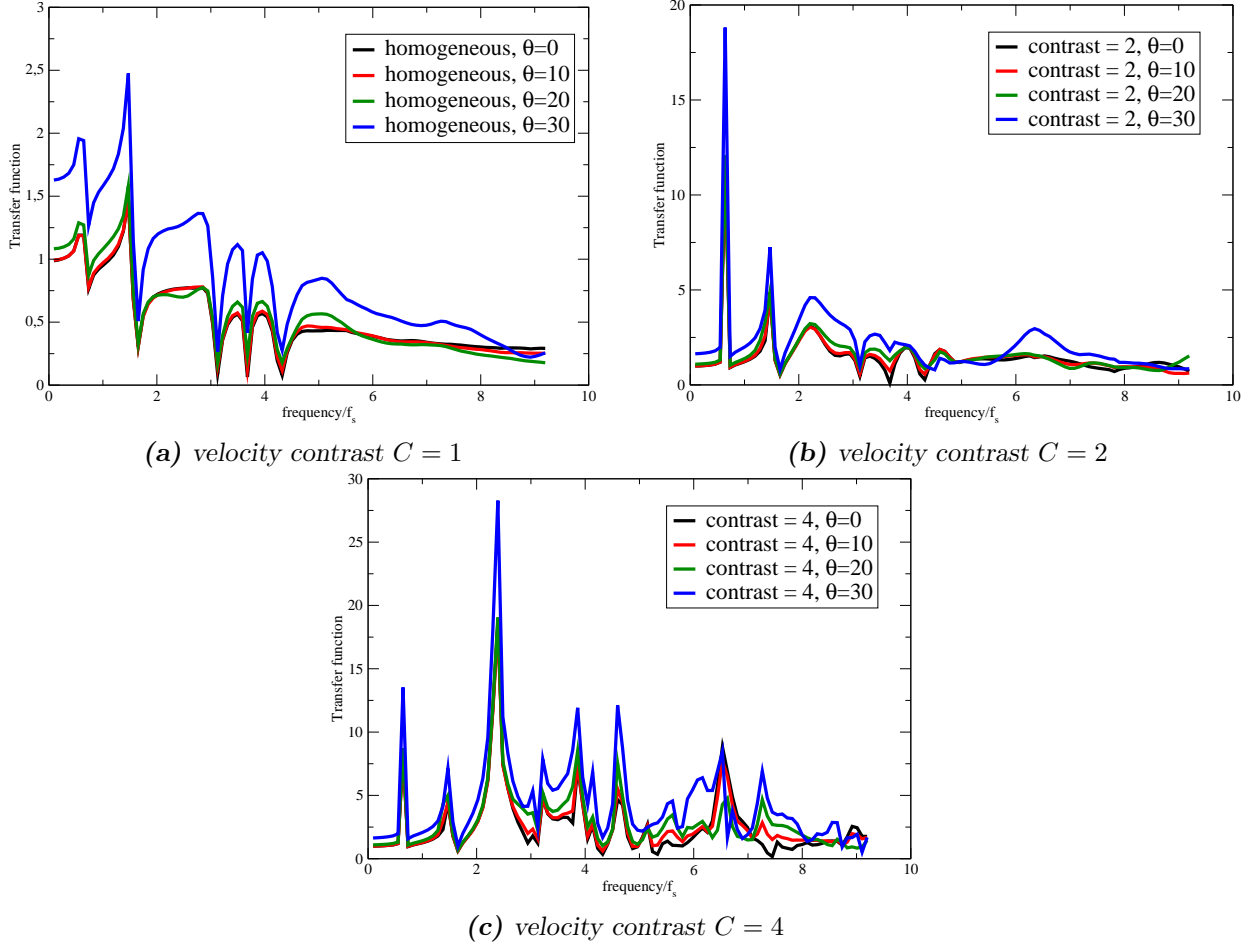 3
2,5
2
1,5
1
0,5
0
Transfer function
0 2 4 6 8 10
frequency/f_s
homogeneous, θ=0
homogeneous, θ=10
homogeneous, θ=20
homogeneous, θ=30
(a) velocity contrast C = 1
20
15
10
5
0
Transfer function
0 2 4 6 8 10
frequency/f_s
contrast = 2, θ=0
contrast = 2, θ=10
contrast = 2, θ=20
contrast = 2, θ=30
(b) velocity contrast C = 2
30
25
20
15
10
5
0
Transfer function
0 2 4 6 8 10
frequency/f_s
contrast = 4, θ=0
contrast = 4, θ=10
contrast = 4, θ=20
contrast = 4, θ=30
(c) velocity contrast C = 4